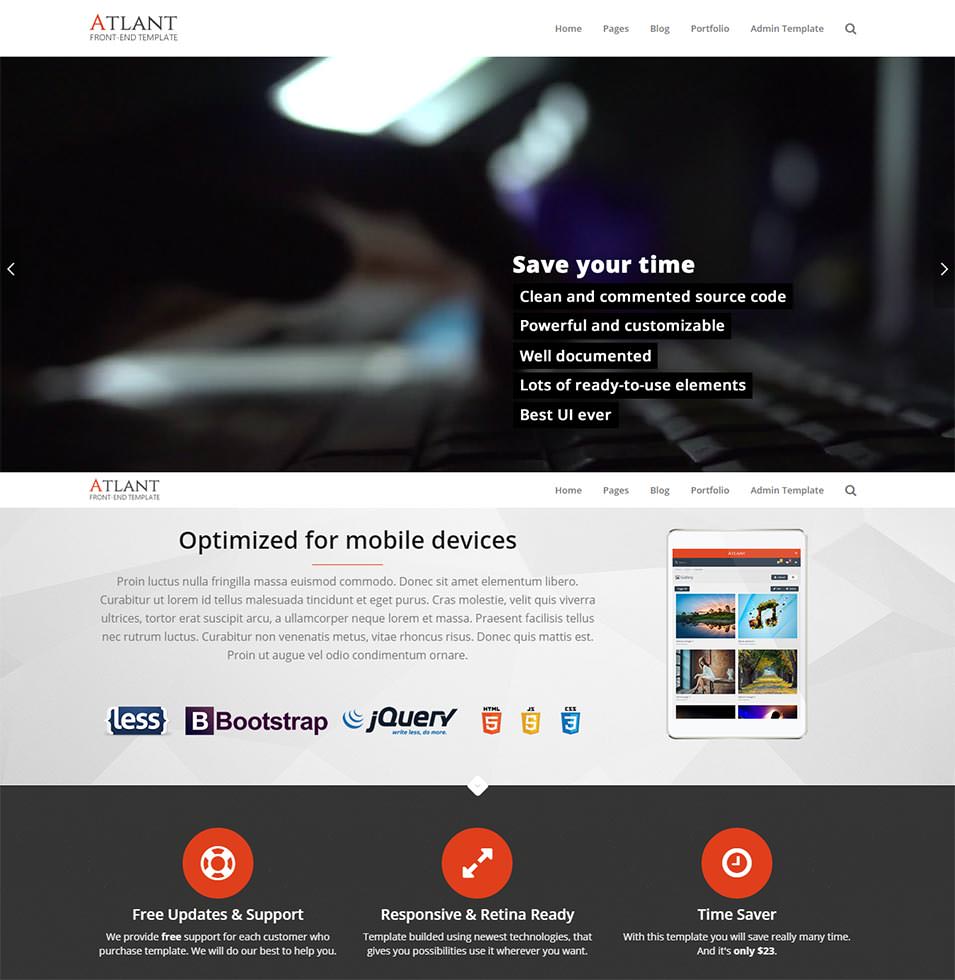 ATLANT
FRONT-END TEMPLATE
Home Pages Blog Portfolio Admin Template
Save your time
Clean and commented source code
Powerful and customizable
Well documented
Lots of ready-to-use elements
Best UI ever
ATLANT
FRONT-END TEMPLATE
Home Pages Blog Portfolio Admin Template
Optimized for mobile devices
Proin luctus nulla fringilla massa euismod commodo. Donec sit amet elementum libero.
Curabitur ut lorem id tellus malesuada tincidunt et eget purus. Cras molestie, velit quis viverra
ultrices, tortor erat suscipit arcu, a ullamcorper neque lorem et massa. Praesent facilisis tellus
nec rutrum luctus. Curabitur non venenatis metus, vitae rhoncus risus. Donec quis mattis est.
Proin ut augue vel odio condimentum ornare.
ATLANT
Gallery
{less}
B Bootstrap
jQuery
write less, do more.
HTML 5
JS 5
CSS 3
Free Updates & Support
We provide free support for each customer who
purchase template. We will do our best to help you.
Responsive & Retina Ready
Template builded using newest technologies, that
gives you possibilities use it wherever you want.
Time Saver
With this template you will save really many time.
And it's only $23.